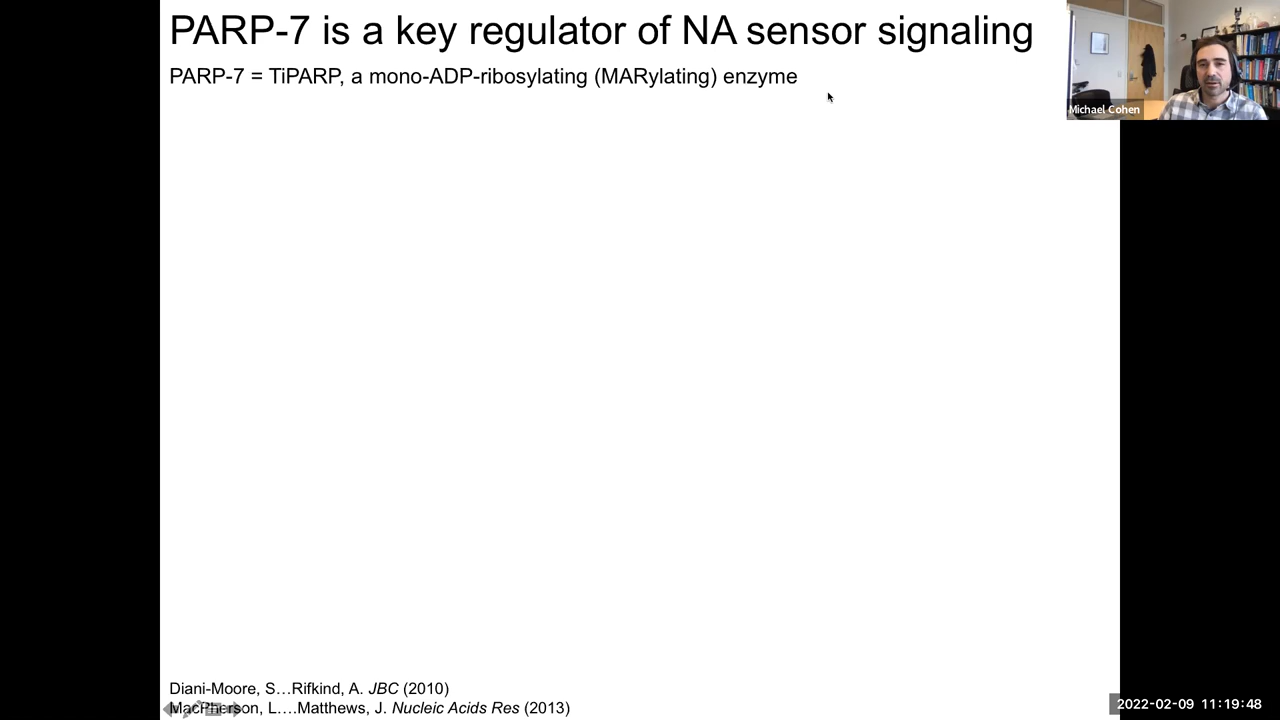 PARP-7 is a key regulator of NA sensor signaling
PARP-7 = TiPARP, a mono-ADP-ribosylating (MARylating) enzyme
Michael Cohen
Diani-Moore, S…Rifkind, A. JBC (2010)
MacPherson, L….Matthews, J. Nucleic Acids Res (2013)
2022-02-09 11:19:48